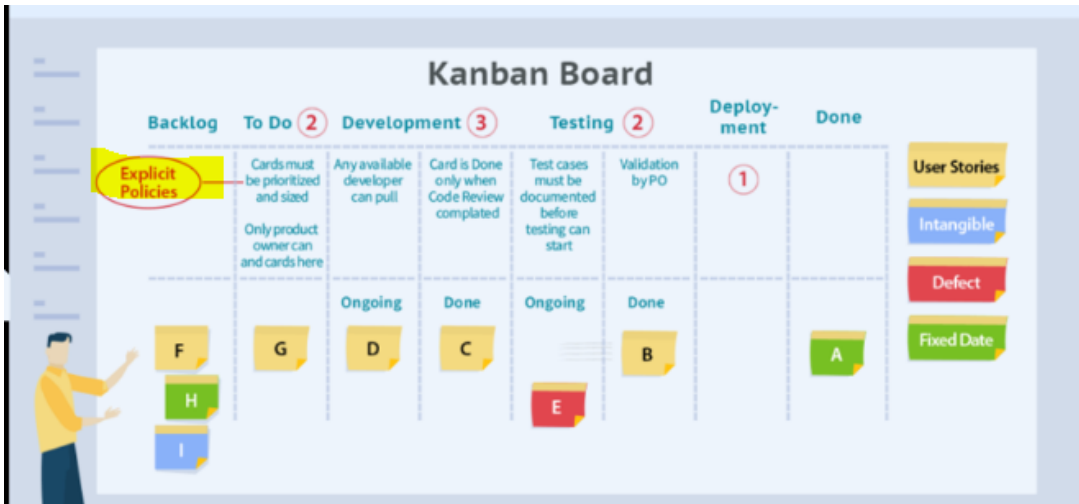 Kanban Board
Backlog
To Do 2
Development 3
Testing 2
Deploy-
ment
Done
Explicit
Policies
Cards must
be prioritized
and sized
Only product
owner can
and cards here
Any available
developer
can pull
Card is Done
only when
Code Review
complated
Test cases
must be
documented
before
testing can
start
Validation
by PO
1
User Stories
Intangible
Defect
Fixed Date
Ongoing
Done
Ongoing
Done
F
G
D
C
B
A
H
E
I